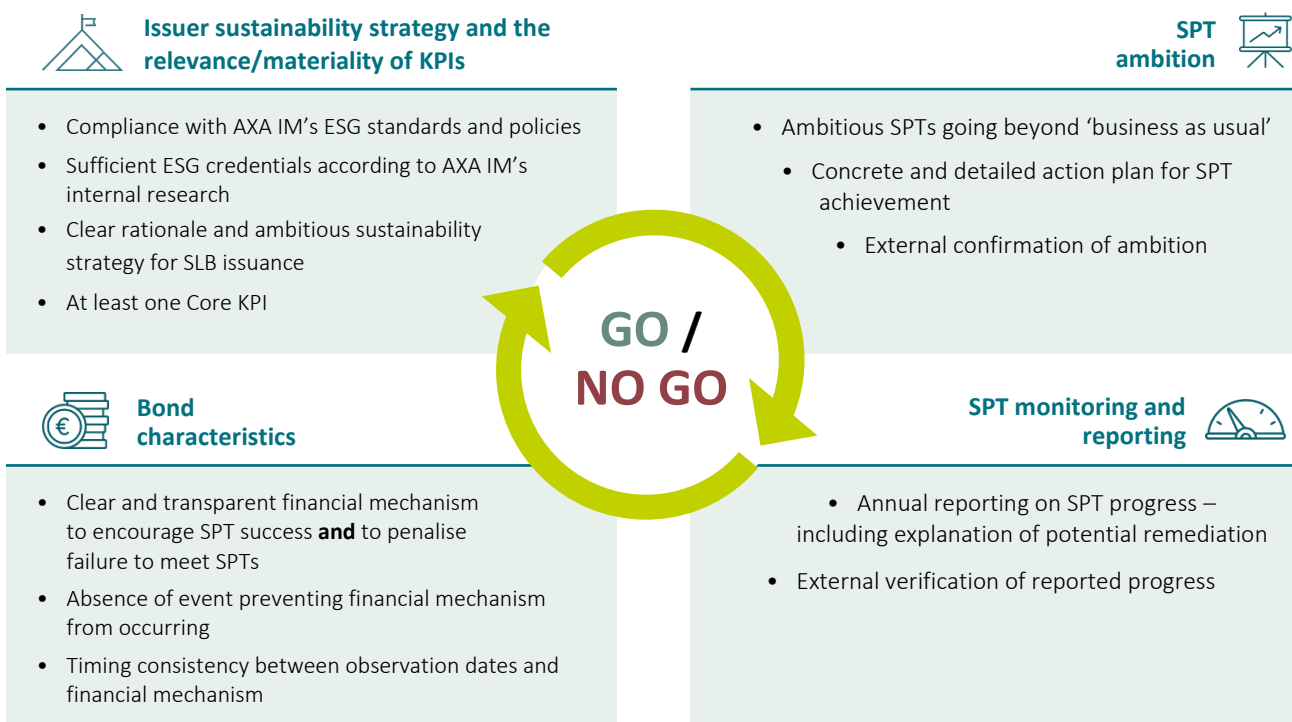 Issuer sustainability strategy and the
relevance/materiality of KPIs
• Compliance with AXA IM’s ESG standards and policies
• Sufficient ESG credentials according to AXA IM’s
internal research
• Clear rationale and ambitious sustainability
strategy for SLB issuance
• At least one Core KPI
SPT
ambition
• Ambitious SPTs going beyond ‘business as usual’
• Concrete and detailed action plan for SPT
achievement
• External confirmation of ambition
GO /
NO GO
Bond
characteristics
€
• Clear and transparent financial mechanism
to encourage SPT success and to penalise
failure to meet SPTs
• Absence of event preventing financial mechanism
from occurring
• Timing consistency between observation dates and
financial mechanism
SPT monitoring and
reporting
• Annual reporting on SPT progress –
including explanation of potential remediation
• External verification of reported progress